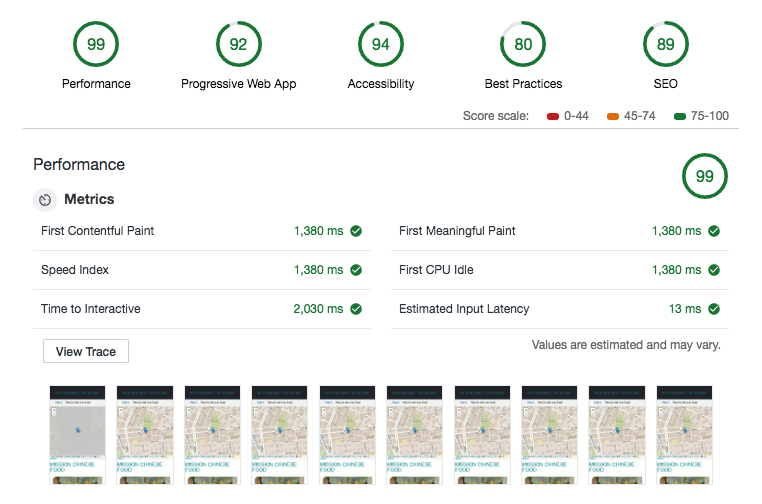 99 92 94 80 89
Performance Progressive Web App Accessibility Best Practices SEO
Score scale: 0-44 45-74 75-100
Performance
99
Metrics
First Contentful Paint 1,380 ms First Meaningful Paint 1,380 ms
Speed Index 1,380 ms First CPU Idle 1,380 ms
Time to Interactive 2,030 ms Estimated Input Latency 13 ms
View Trace Values are estimated and may vary.
MISSION CHINESE MISSION CHINESE MISSION CHINESE MISSION CHINESE MISSION CHINESE MISSION CHINESE MISSION CHINESE MISSION CHINESE MISSION CHINESE MISSION CHINESE
FOOD FOOD FOOD FOOD FOOD FOOD FOOD FOOD FOOD FOOD